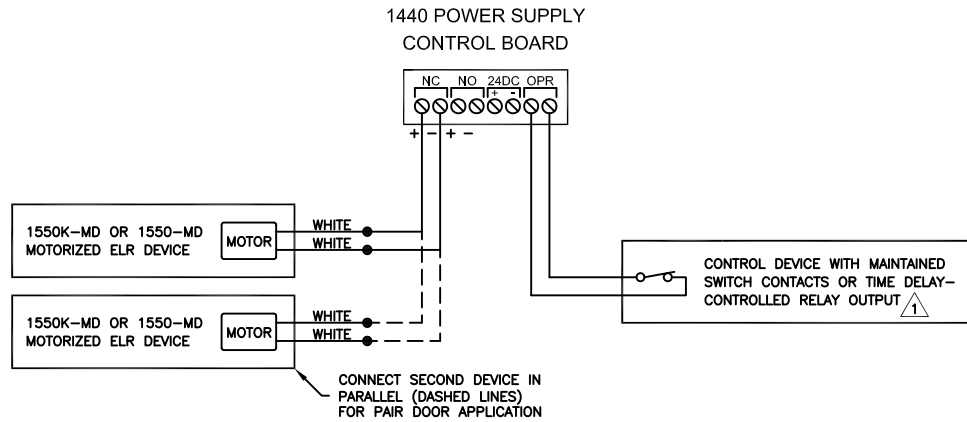 1440 POWER SUPPLY
CONTROL BOARD
NC NO 24DC OPR
+ -
+ - + -
1550K-MD OR 1550-MD
MOTORIZED ELR DEVICE
MOTOR
WHITE
WHITE
1550K-MD OR 1550-MD
MOTORIZED ELR DEVICE
MOTOR
WHITE
WHITE
CONTROL DEVICE WITH MAINTAINED
SWITCH CONTACTS OR TIME DELAY-
CONTROLLED RELAY OUTPUT 1
CONNECT SECOND DEVICE IN
PARALLEL (DASHED LINES)
FOR PAIR DOOR APPLICATION